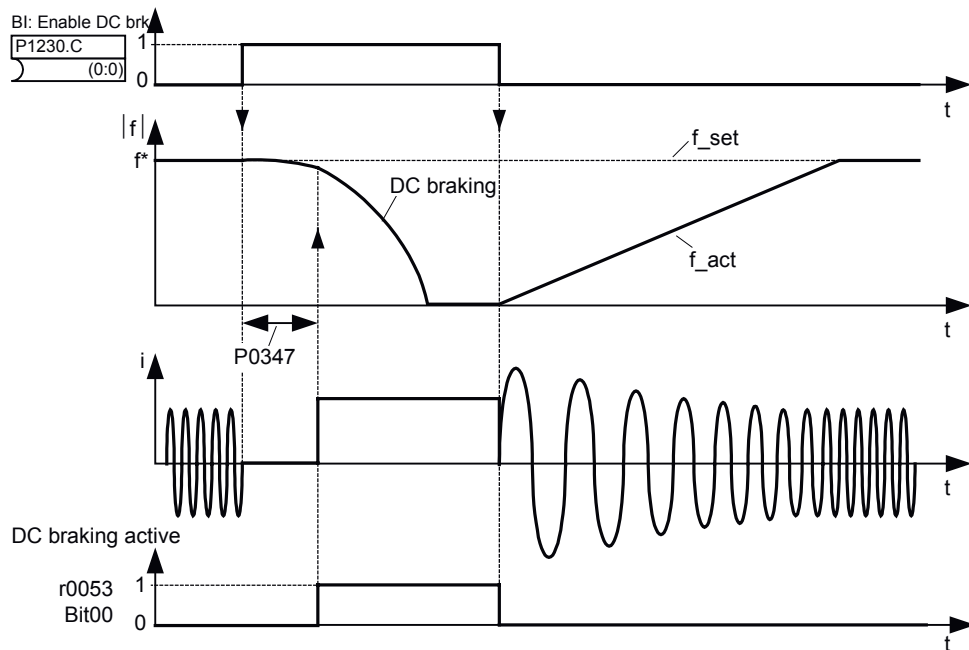 BI: Enable DC brk
P1230.C
(0:0)
1
0
t
|f|
f*
f_set
DC braking
f_act
t
P0347
i
t
DC braking active
r0053
Bit00
1
0
t